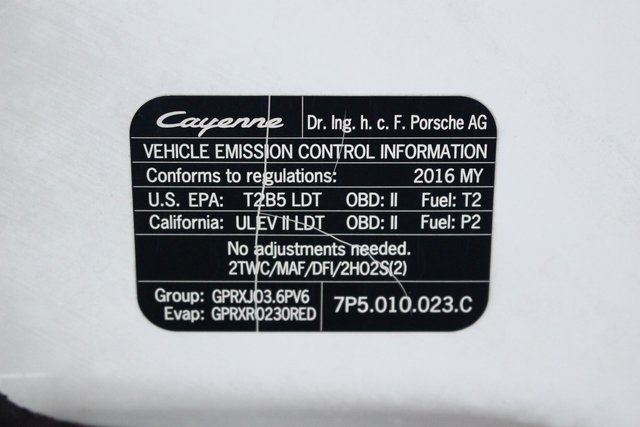 Cayenne Dr. Ing. h. c. F. Porsche AG
VEHICLE EMISSION CONTROL INFORMATION
Conforms to regulations: 2016 MY
U.S. EPA: T2B5 LDT OBD: II Fuel: T2
California: ULEV II LDT OBD: II Fuel: P2
No adjustments needed.
2TWC/MAF/DFI/2HO2S(2)
Group: GPRXJ03.6PV6
Evap: GPRXR0230RED
7P5.010.023.C